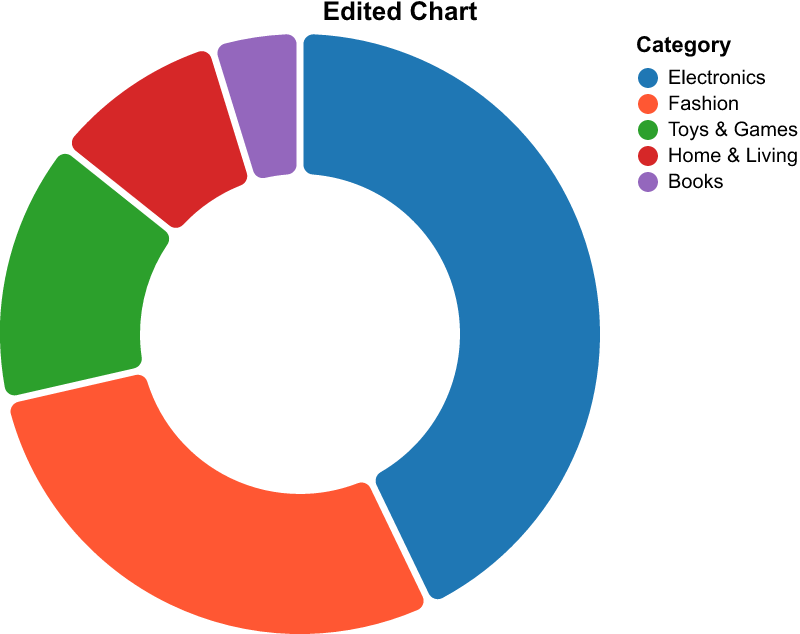 Edited Chart
Category
Electronics
Fashion
Toys & Games
Home & Living
Books